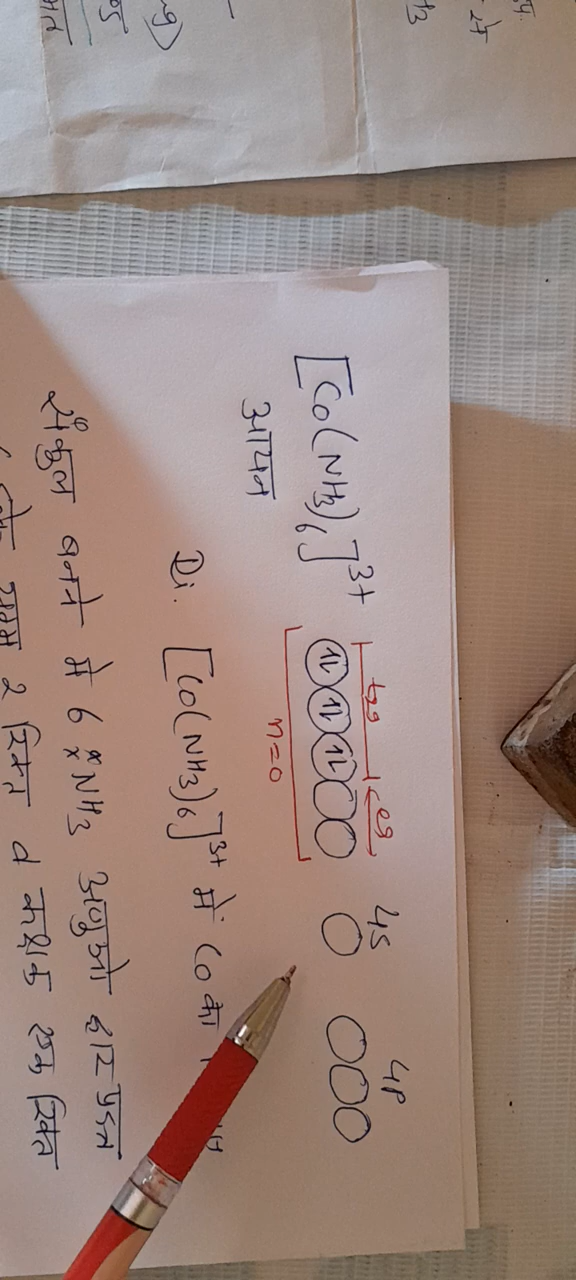 t2g eg 4s 4p
[Co(NH3)6]3+ ⥮ ⥮ ⥮
आयन
n=0
Di. [Co(NH3)6]3+ में Co का
संकुल बनने में 6 NH3 अणुओ द्वारा प्रदत्त
2 रिक्त d कक्षक एक रिक्त